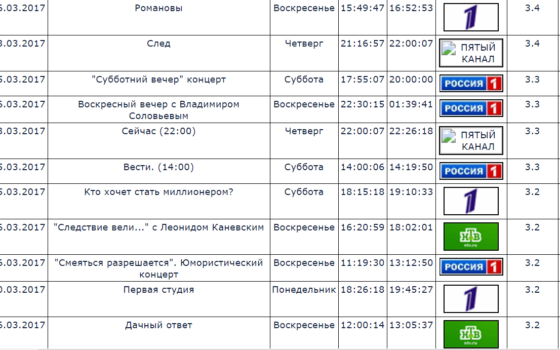 5.03.2017 Романовы Воскресенье 15:49:47 16:52:53 1 3.4
3.03.2017 След Четверг 21:16:57 22:00:07 ПЯТЫЙ КАНАЛ 3.4
5.03.2017 "Субботний вечер" концерт Суббота 17:55:07 20:00:00 РОССИЯ 1 3.3
5.03.2017 Воскресный вечер с Владимиром Соловьевым Воскресенье 22:30:15 01:39:41 РОССИЯ 1 3.3
3.03.2017 Сейчас (22:00) Четверг 22:00:07 22:26:18 ПЯТЫЙ КАНАЛ 3.3
5.03.2017 Вести. (14:00) Суббота 14:00:06 14:19:50 РОССИЯ 1 3.3
5.03.2017 Кто хочет стать миллионером? Суббота 18:15:18 19:10:33 1 3.2
5.03.2017 "Следствие вели..." с Леонидом Каневским Воскресенье 16:20:59 18:02:01 НТВ 3.2
5.03.2017 "Смеяться разрешается". Юмористический концерт Воскресенье 11:19:30 13:12:50 РОССИЯ 1 3.2
0.03.2017 Первая студия Понедельник 18:26:18 19:45:27 1 3.2
5.03.2017 Дачный ответ Воскресенье 12:00:14 13:05:37 НТВ 3.2